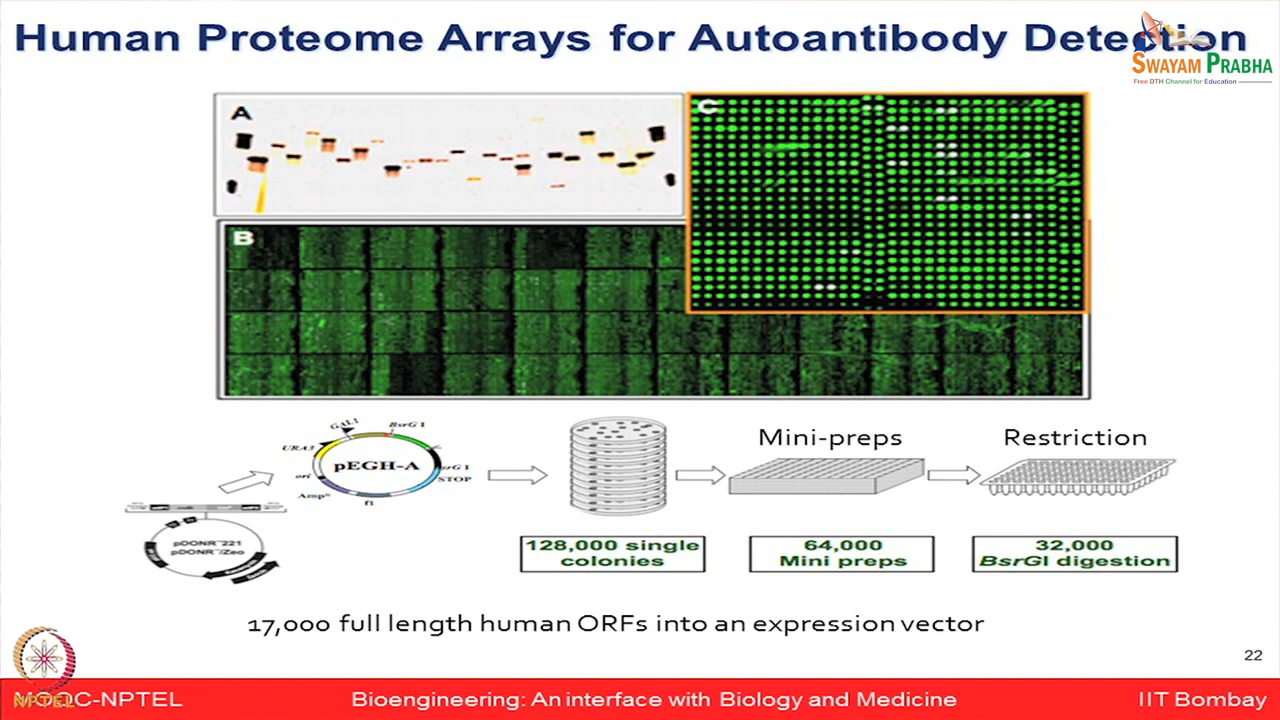 Human Proteome Arrays for Autoantibody Detection
SWAYAM PRABHA
Free DTH Channel for Education
A
C
B
GAL1
BsrG 1
URA3
pEGH-A
ori
STOP
Amp
f1
pDONR 221
pDONR /Zeo
Mini-preps
Restriction
128,000 single
colonies
64,000
Mini preps
32,000
BsrGI digestion
17,000 full length human ORFs into an expression vector
22
NPTEL
MOOC-NPTEL
Bioengineering: An interface with Biology and Medicine
IIT Bombay